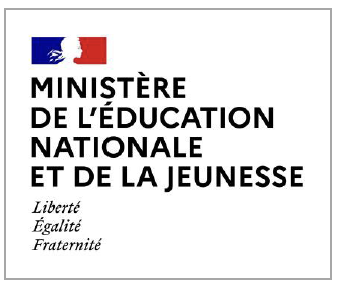 MINISTÈRE
DE L'ÉDUCATION
NATIONALE
ET DE LA JEUNESSE
Liberté
Égalité
Fraternité